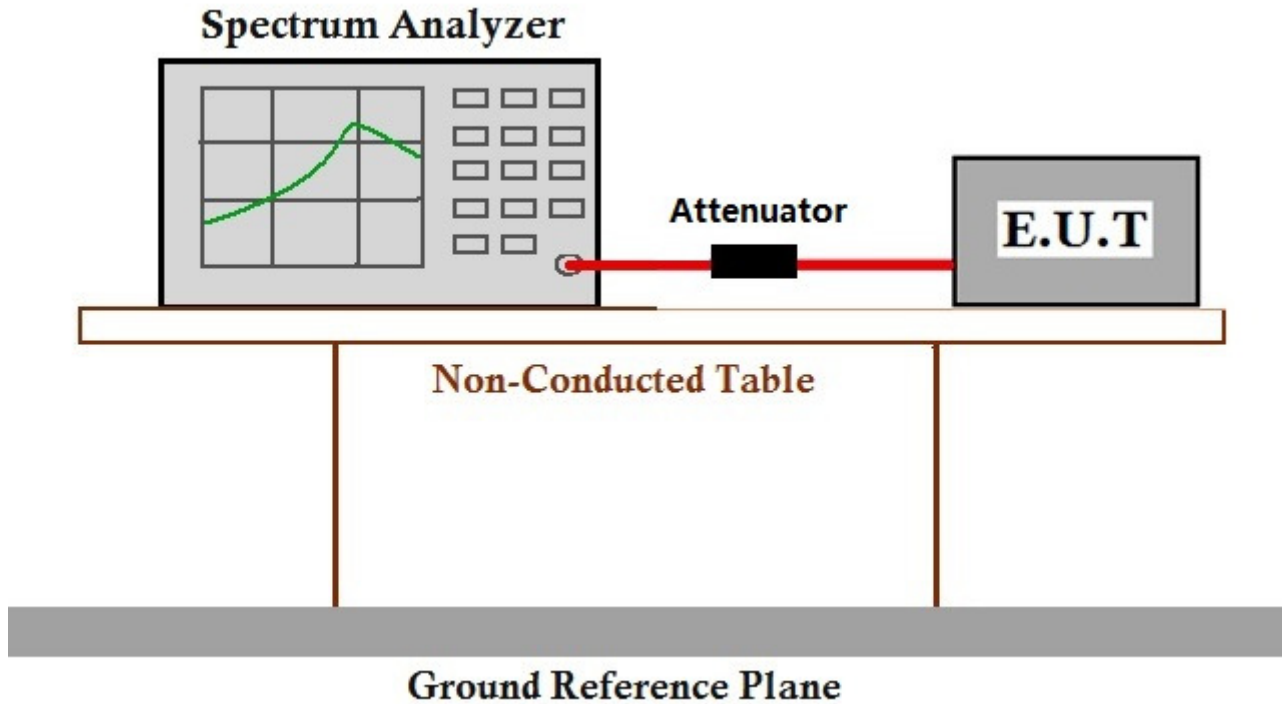 Spectrum Analyzer
Attenuator
E.U.T
Non-Conducted Table
Ground Reference Plane